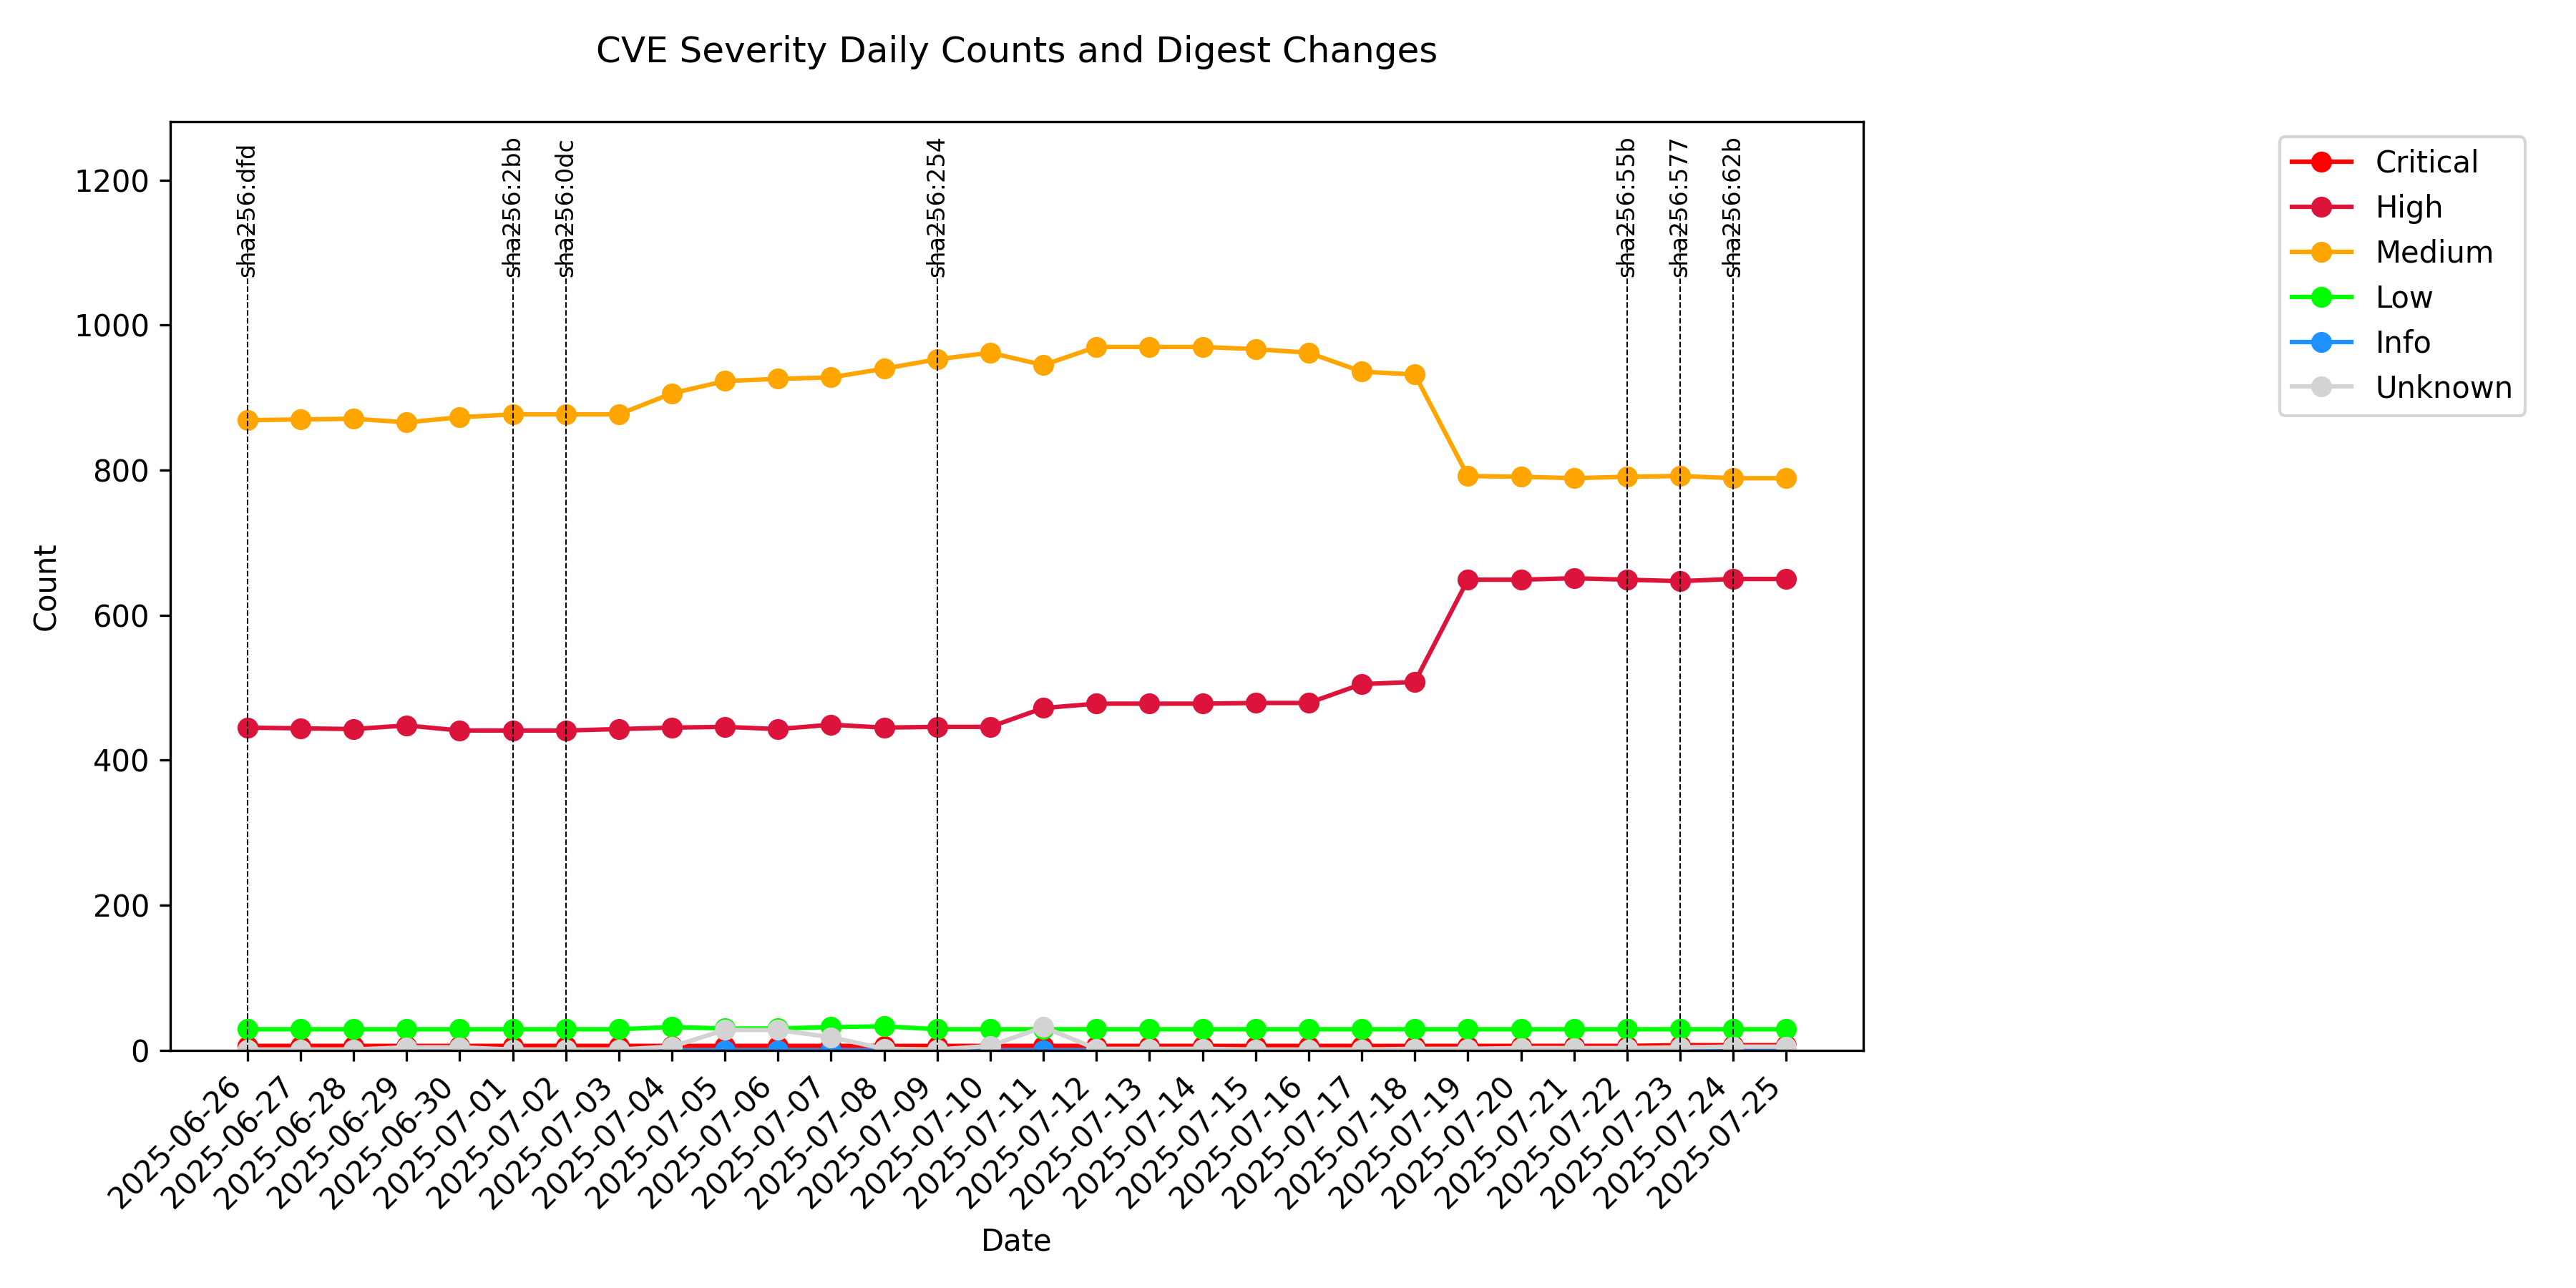 CVE Severity Daily Counts and Digest Changes
sha256:dfd
sha256:2bb
sha256:0dc
sha256:254
sha256:55b
sha256:577
sha256:62b
Critical
High
Medium
Low
Info
Unknown
Count
1200
1000
800
600
400
200
0
2025-06-26
2025-06-27
2025-06-28
2025-06-29
2025-06-30
2025-07-01
2025-07-02
2025-07-03
2025-07-04
2025-07-05
2025-07-06
2025-07-07
2025-07-08
2025-07-09
2025-07-10
2025-07-11
2025-07-12
2025-07-13
2025-07-14
2025-07-15
2025-07-16
2025-07-17
2025-07-18
2025-07-19
2025-07-20
2025-07-21
2025-07-22
2025-07-23
2025-07-24
2025-07-25
Date